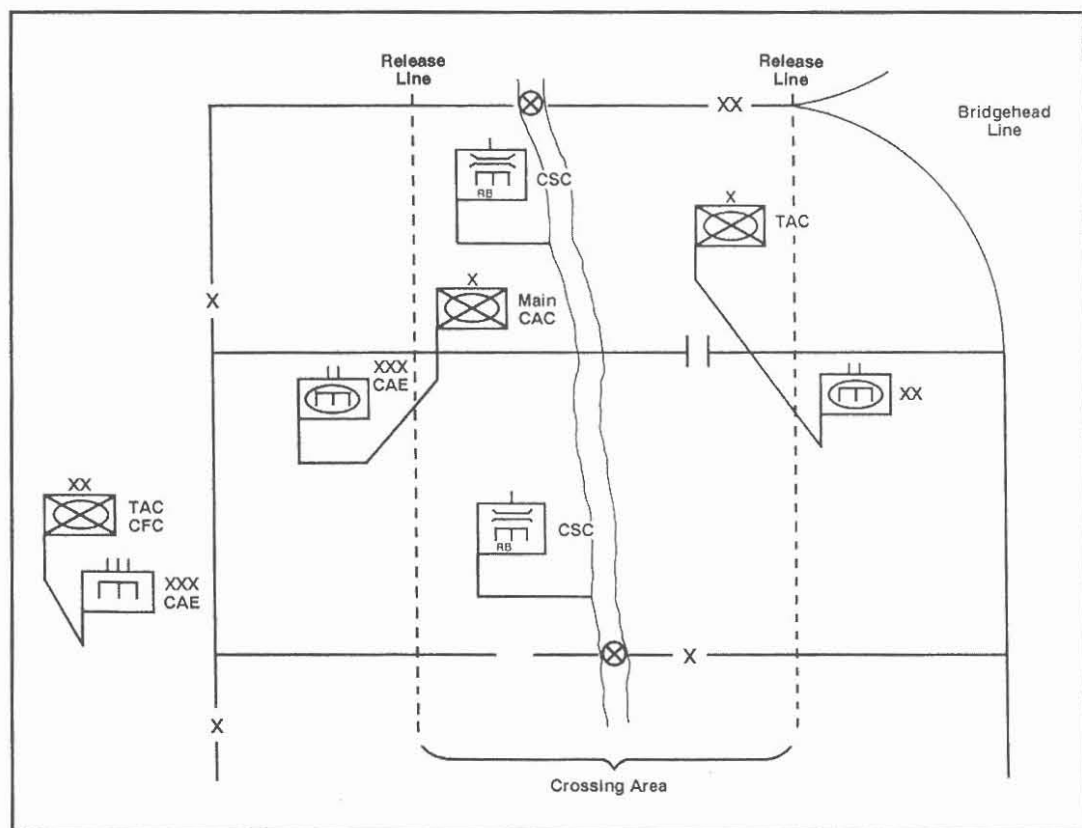 Release
Line
Release
Line
XX
Bridgehead
Line
RB
CSC
X
TAC
X
X
Main
CAC
XXX
CAE
XX
XX
TAC
CFC
RB
CSC
XXX
CAE
X
X
Crossing Area